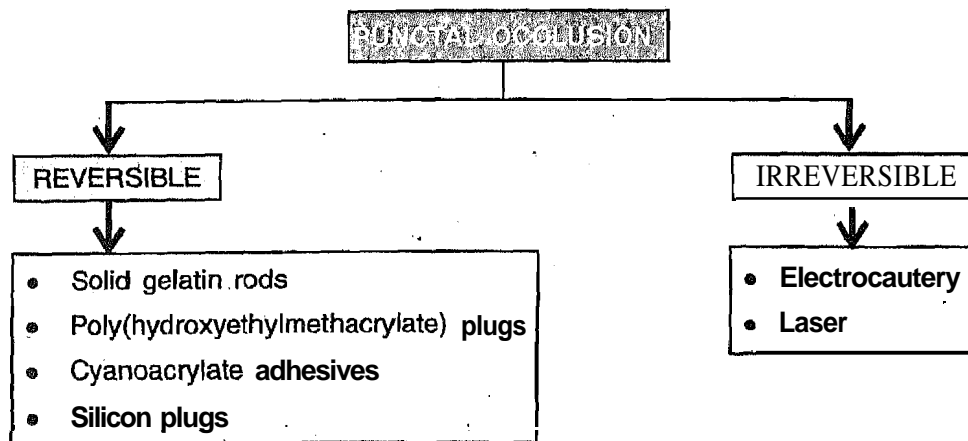 PUNCTAL OCCLUSION
REVERSIBLE
IRREVERSIBLE
• Solid gelatin rods
• Poly(hydroxyethylmethacrylate) plugs
• Cyanoacrylate adhesives
• Silicon plugs
• Electrocautery
• Laser